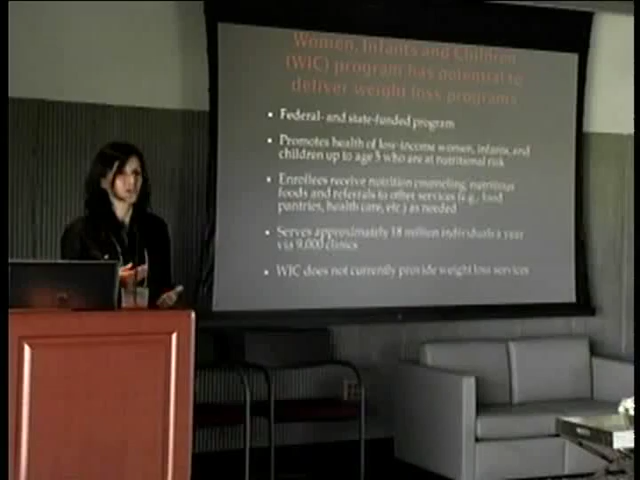 Women, Infants and Children
(WIC) program has potential to
deliver weight loss programs
Federal- and state-funded program
Promotes health of low-income women, infants, and
children up to age 5 who are at nutritional risk
Enrollees receive nutrition counseling, nutritious
foods and referrals to other services (e.g., food
pantries, health care, etc.) as needed
Serves approximately 18 million individuals a year
via 9,000 clinics
WIC does not currently provide weight loss services